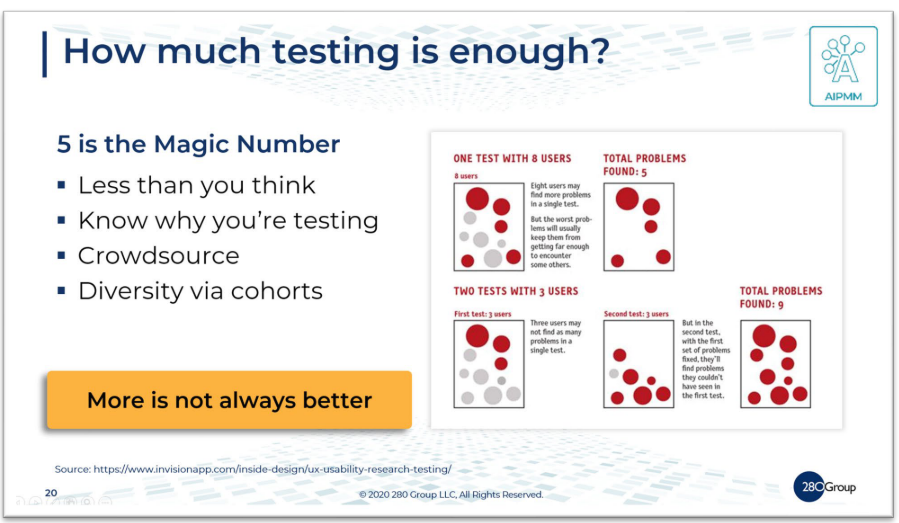 How much testing is enough?
AIPMM
5 is the Magic Number
Less than you think
Know why you're testing
Crowdsource
Diversity via cohorts
More is not always better
ONE TEST WITH 8 USERS
8 users
Eight users may
find more problems
in a single test.
But the worst prob-
lems will usually
keep them from
getting far enough
to encounter
some others.
TOTAL PROBLEMS
FOUND: 5
TWO TESTS WITH 3 USERS
First test: 3 users
Three users may
not find as many
problems in a
single test.
Second test: 3 users
But in the
second test,
with the first
set of problems
fixed, they'll
find problems
they couldn't
have seen in
the first test.
TOTAL PROBLEMS
FOUND: 9
Source: https://www.invisionapp.com/inside-design/ux-usability-research-testing/
20
© 2020 280 Group LLC, All Rights Reserved.
280Group